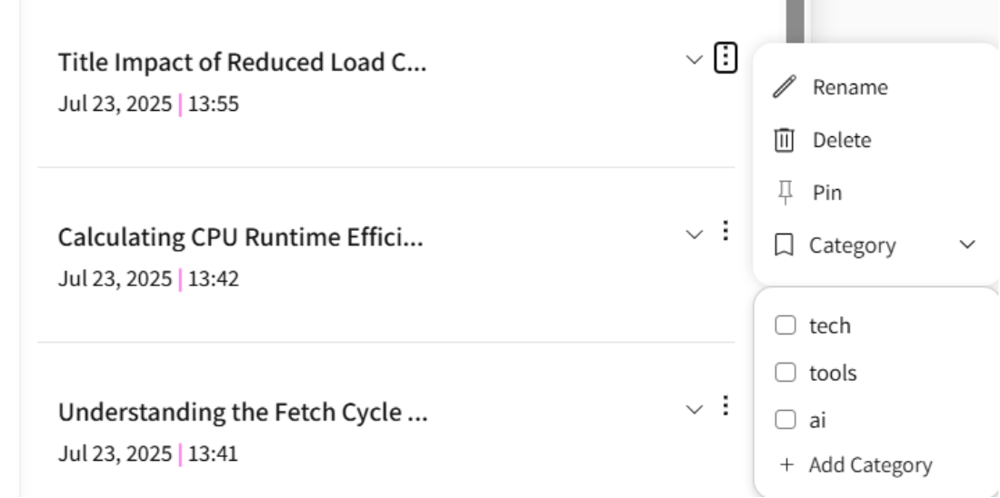 Title Impact of Reduced Load C...
Jul 23, 2025 | 13:55
Calculating CPU Runtime Effici...
Jul 23, 2025 | 13:42
Understanding the Fetch Cycle ...
Jul 23, 2025 | 13:41
Rename
Delete
Pin
Category
tech
tools
ai
+ Add Category